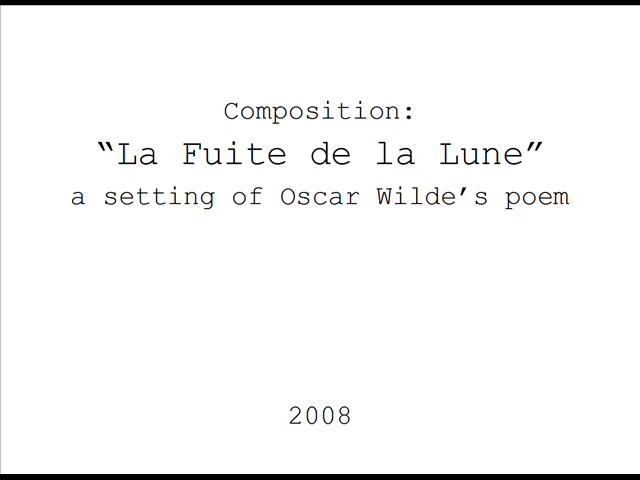 Composition:
“La Fuite de la Lune”
a setting of Oscar Wilde’s poem
2008